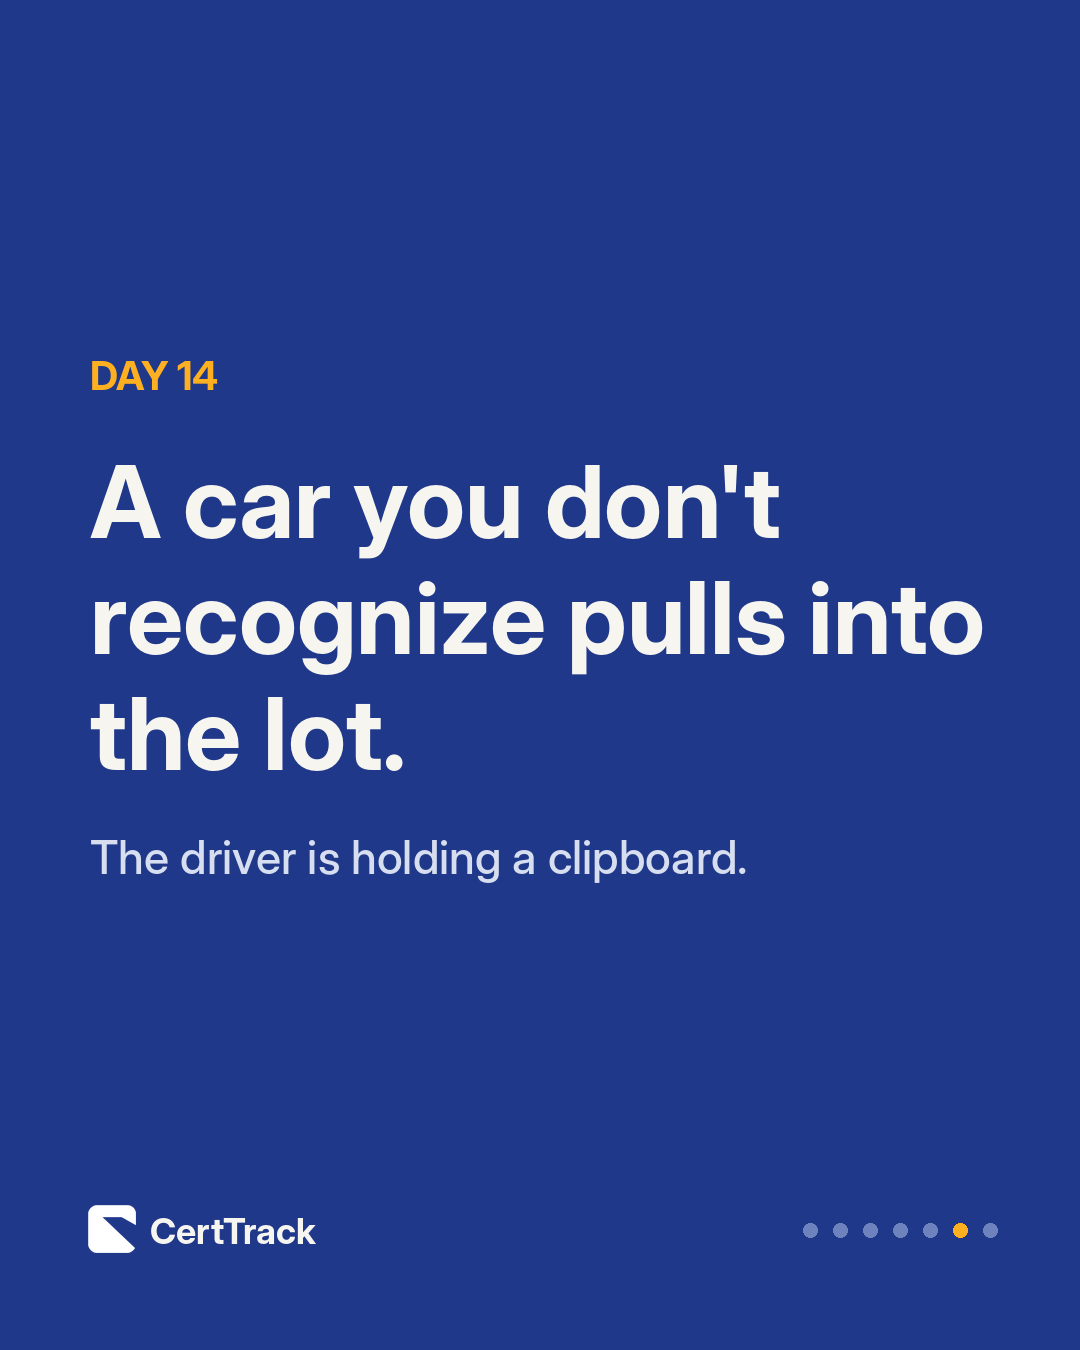 DAY 14
A car you don't
recognize pulls into
the lot.
The driver is holding a clipboard.
CertTrack